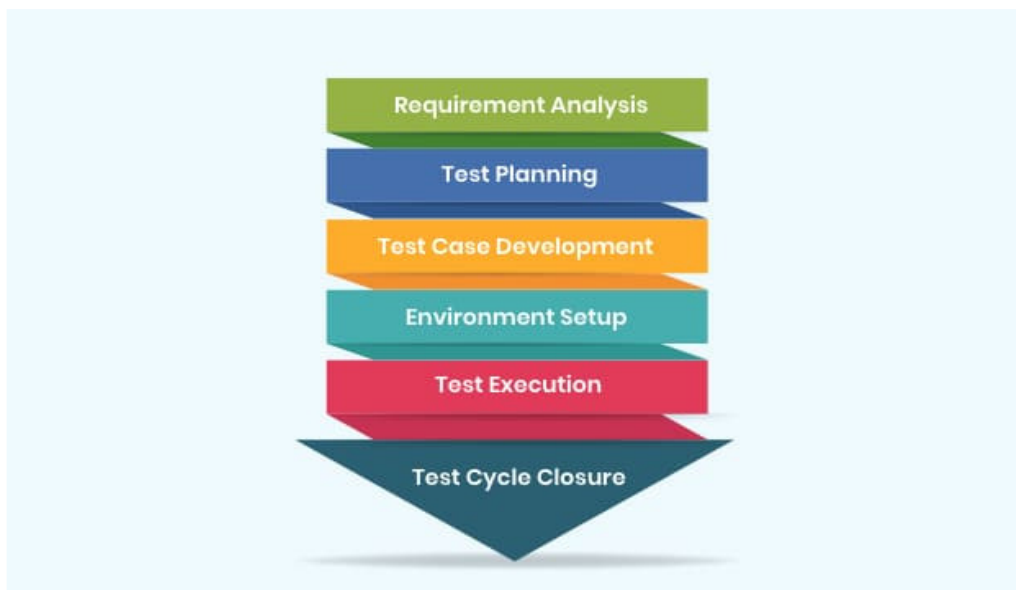 Requirement Analysis
Test Planning
Test Case Development
Environment Setup
Test Execution
Test Cycle Closure